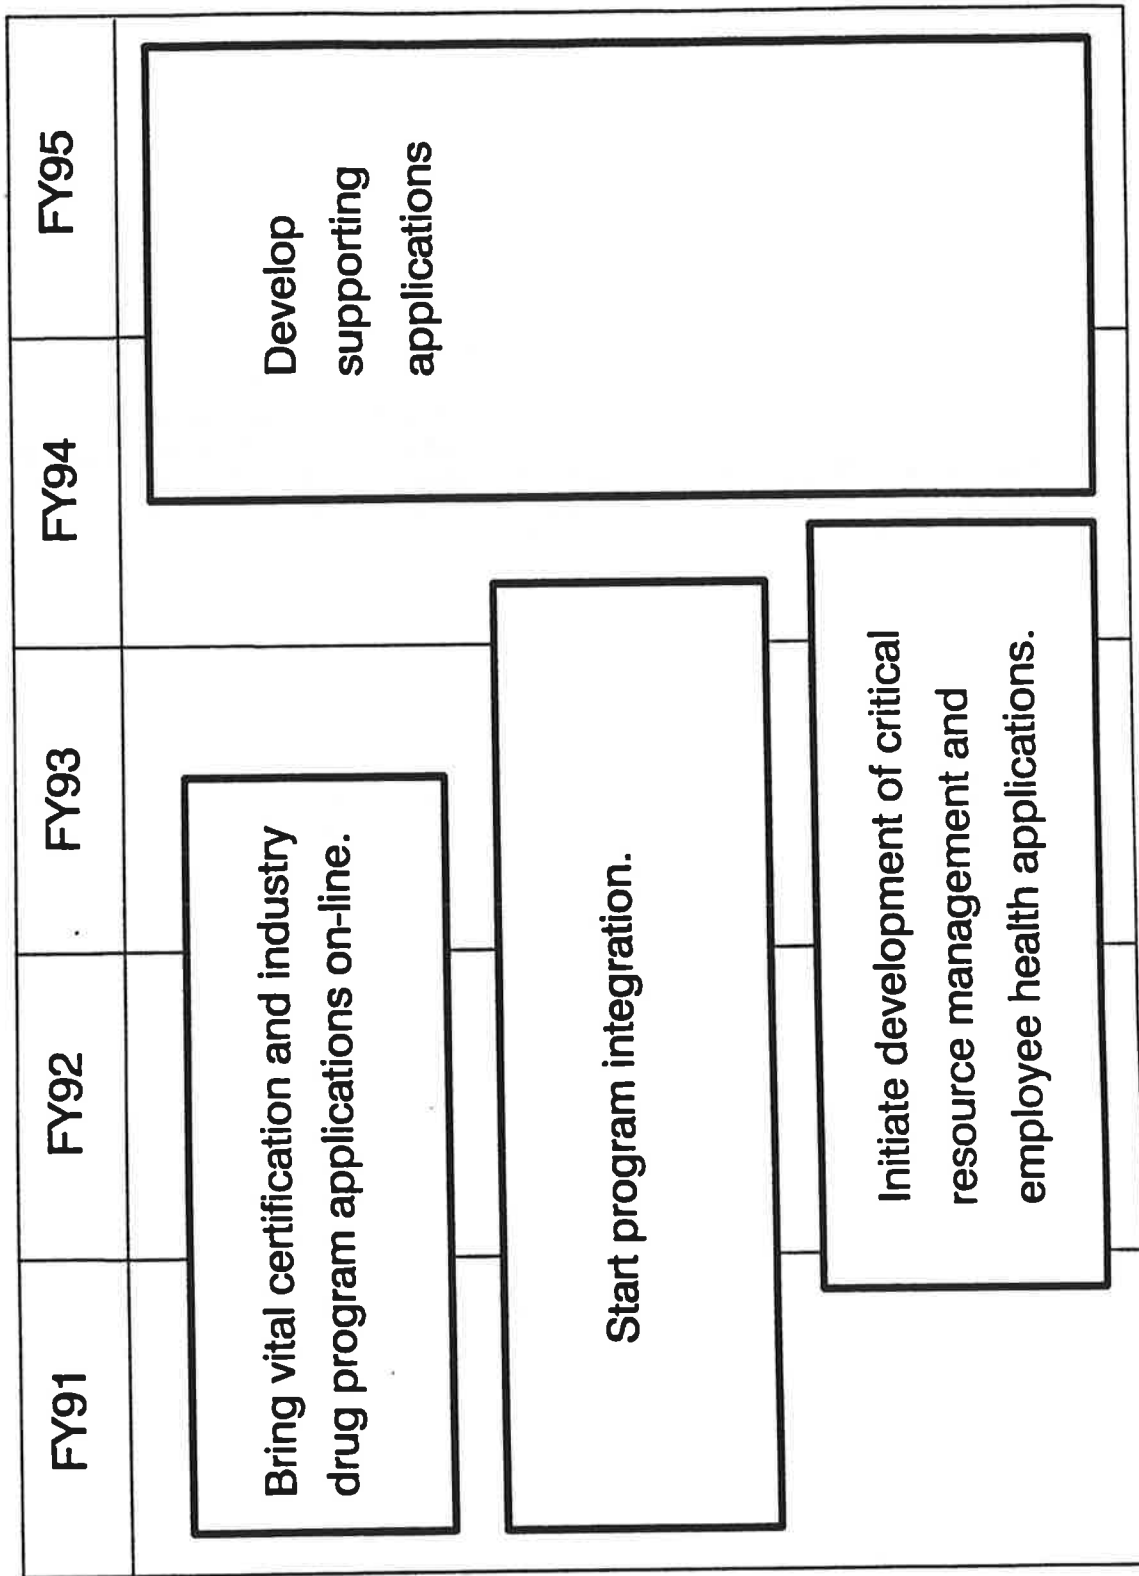 FY91
FY92
FY93
FY94
FY95
Bring vital certification and industry
drug program applications on-line.
Start program integration.
Initiate development of critical
resource management and
employee health applications.
Develop
supporting
applications